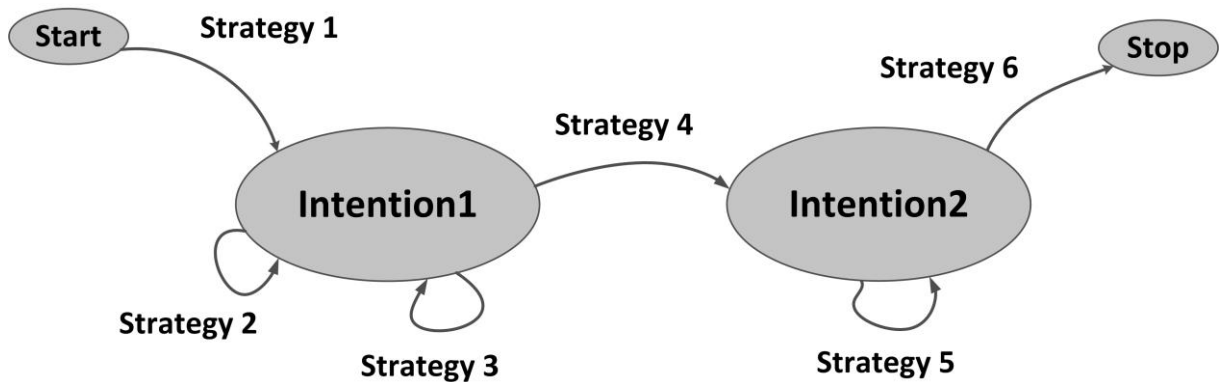 Start
Strategy 1
Stop
Strategy 6
Strategy 4
Intention1
Intention2
Strategy 2
Strategy 3
Strategy 5